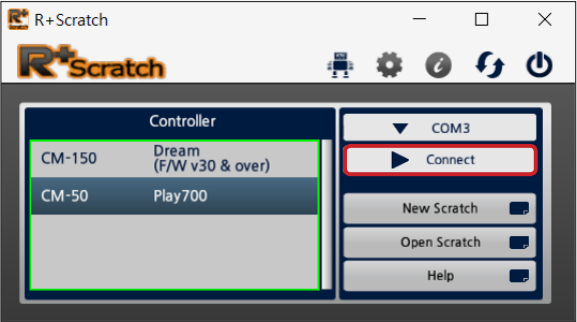 R+Scratch
R+Scratch
Controller
CM-150 Dream
(F/W v30 & over)
CM-50 Play700
COM3
Connect
New Scratch
Open Scratch
Help